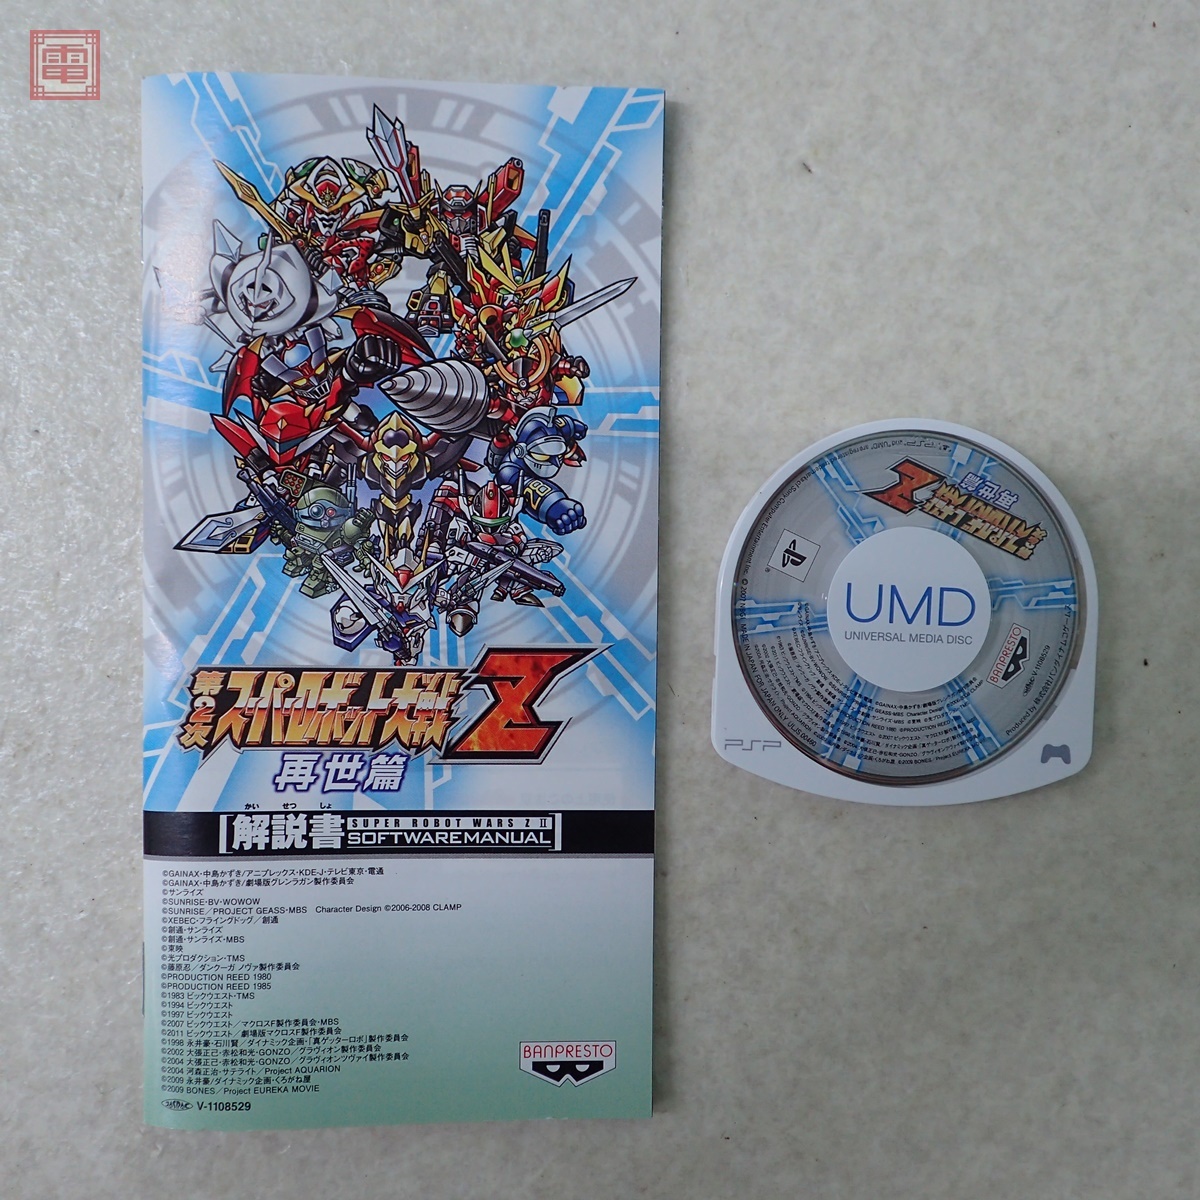 電
第2次
スーパーロボット大戦Z
再世篇
かい せつ しょ
[解説書 SUPER ROBOT WARS Z II
SOFTWARE MANUAL]
©GAINAX・中島かずき/アニプレックス・KDE-J・テレビ東京・電通
©GAINAX・中島かずき/劇場版グレンラガン製作委員会
©サンライズ
©SUNRISE・BV・WOWOW
©SUNRISE／PROJECT GEASS・MBS Character Design ©2006-2008 CLAMP
©XEBEC・フライングドッグ／創通
©創通・サンライズ
©創通・サンライズ・MBS
©東映
©光プロダクション・TMS
©藤原忍／ダンクーガ ノヴァ製作委員会
©PRODUCTION REED 1980
©PRODUCTION REED 1985
©1983 ビックウエスト・TMS
©1994 ビックウエスト
©1997 ビックウエスト
©2007 ビックウエスト／マクロスF製作委員会・MBS
©2011 ビックウエスト／劇場版マクロスF製作委員会
©1998 永井豪・石川賢／ダイナミック企画・「真ゲッターロボ」製作委員会
©2002 大張正己・赤松和光・GONZO／グラヴィオン製作委員会
©2004 大張正己・赤松和光・GONZO／グラヴィオンツヴァイ製作委員会
©2004 河森正治・サテライト／Project AQUARION
©2009 永井豪/ダイナミック企画・くろがね屋
©2009 BONES／Project EUREKA MOVIE
V-1108529
BANPRESTO
UMD
UNIVERSAL MEDIA DISC
PSP
BANPRESTO
V-1108529
再世篇
MADE IN JAPAN FOR JAPAN ONLY ULJS 00460